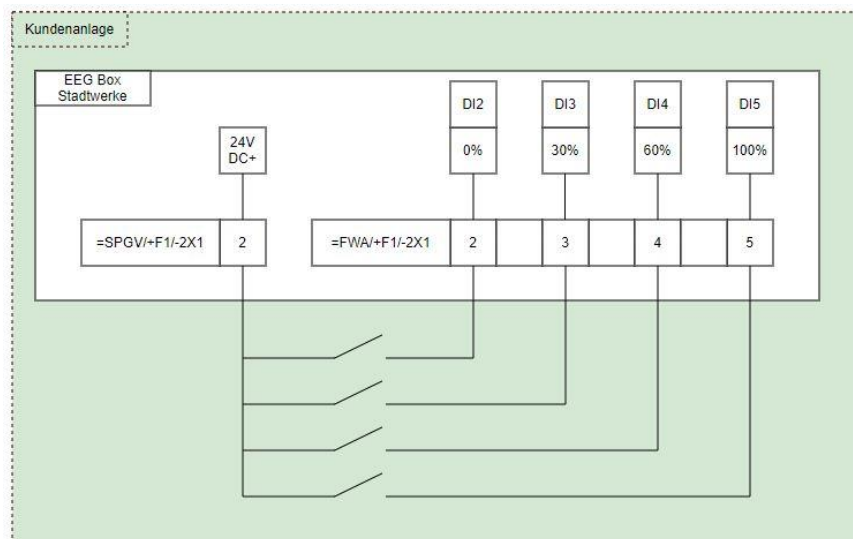 Kundenanlage
EEG Box
Stadtwerke
DI2
DI3
DI4
DI5
24V
DC+
0%
30%
60%
100%
=SPGV/+F1/-2X1
2
=FWA/+F1/-2X1
2
3
4
5